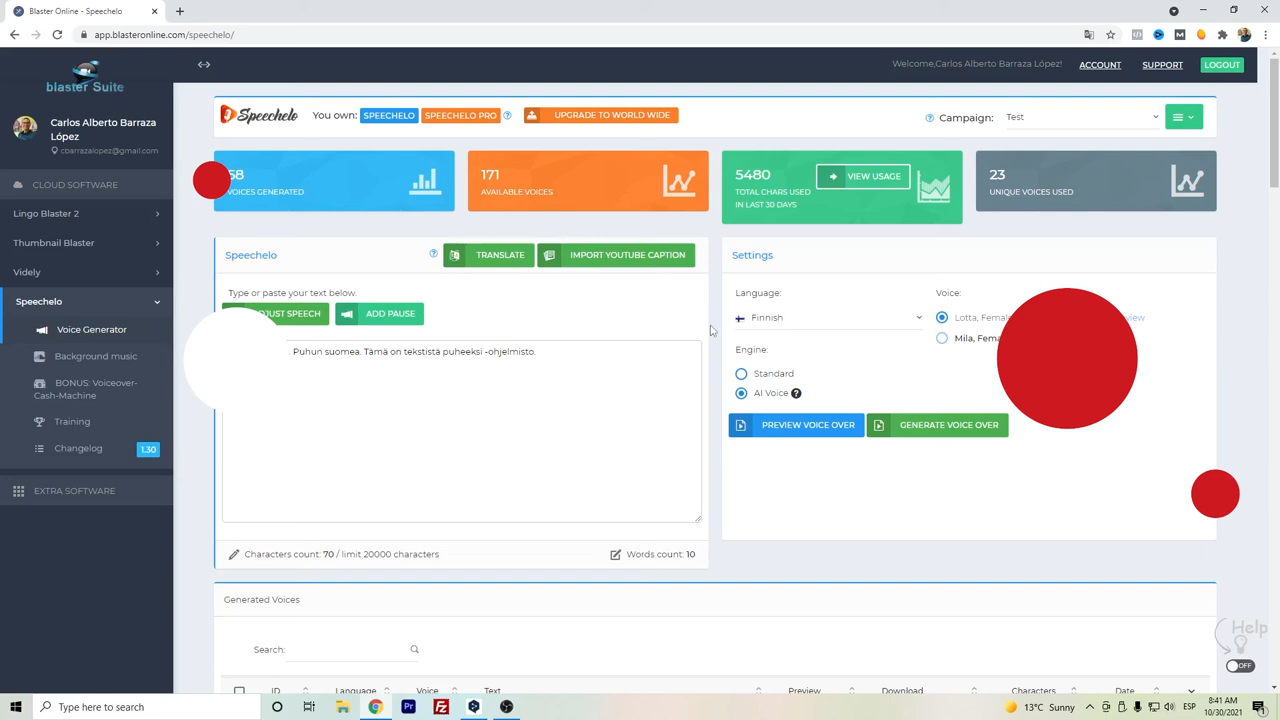 Blaster Online - Speechelo
app.blasteronline.com/speechelo/
blaster Suite
Welcome,Carlos Alberto Barraza López!
ACCOUNT
SUPPORT
LOGOUT
Carlos Alberto Barraza
López
cbarrazalopez@gmail.com
CLOUD SOFTWARE
Lingo Blaster 2
Thumbnail Blaster
Videly
Speechelo
Voice Generator
Background music
BONUS: Voiceover-
Cash-Machine
Training
Changelog
1.30
EXTRA SOFTWARE
Speechelo
You own: SPEECHELO SPEECHELO PRO
UPGRADE TO WORLD WIDE
Campaign: Test
VOICES GENERATED
171
AVAILABLE VOICES
5480
TOTAL CHARS USED
IN LAST 30 DAYS
VIEW USAGE
23
UNIQUE VOICES USED
Speechelo
TRANSLATE
IMPORT YOUTUBE CAPTION
Type or paste your text below.
SPEECH
ADD PAUSE
. Puhun suomea. Tämä on tekstistä puheeksi -ohjelmisto.
Characters count: 70 / limit 20000 characters
Words count: 10
Settings
Language:
Finnish
Voice:
Lotta,
Mila,
Engine:
Standard
AI Voice
PREVIEW VOICE OVER
GENERATE VOICE OVER
Generated Voices
Search:
ID
Language
Voice
Text
Preview
Download
Characters
Date
Help
OFF
Type here to search
13°C Sunny
ESP
8:41 AM
10/30/2021